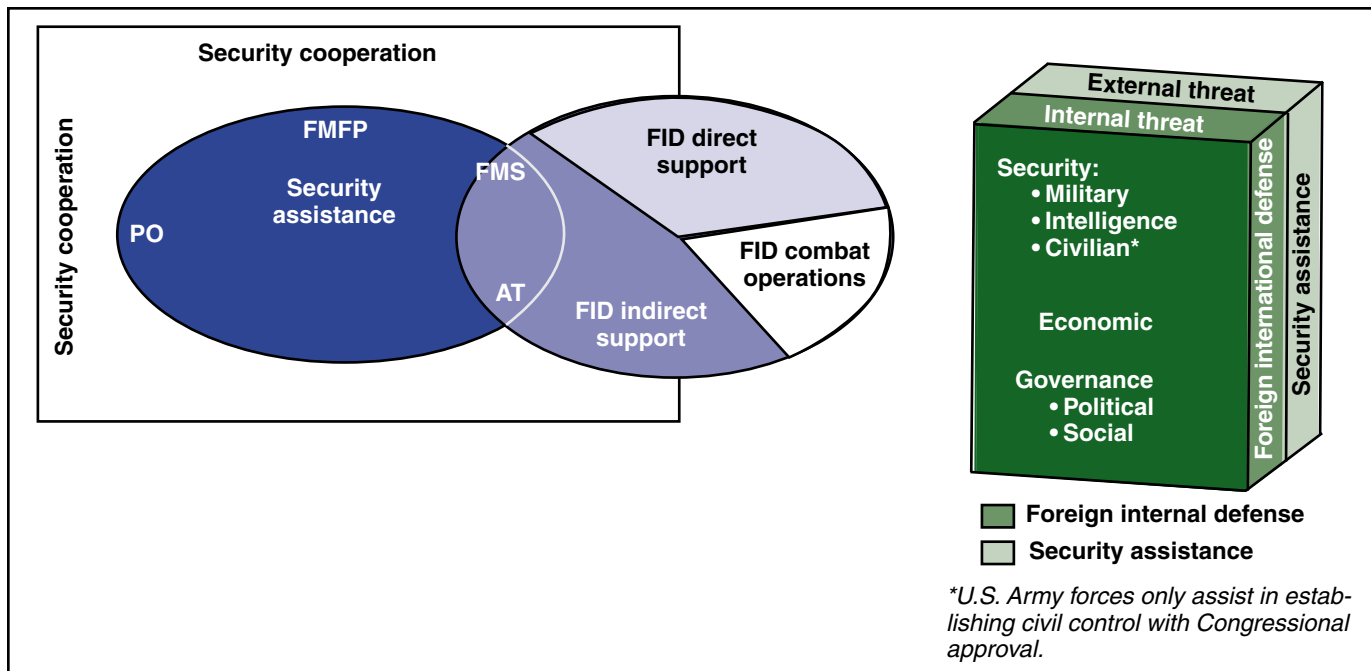 Security cooperation
Security cooperation
FMFP
Security
assistance
PO
FMS
AT
FID direct
support
FID combat
operations
FID indirect
support
External threat
Internal threat
Security:
• Military
• Intelligence
• Civilian*
Economic
Governance
• Political
• Social
Foreign international defense
Security assistance
Foreign internal defense
Security assistance
*U.S. Army forces only assist in estab-
lishing civil control with Congressional
approval.